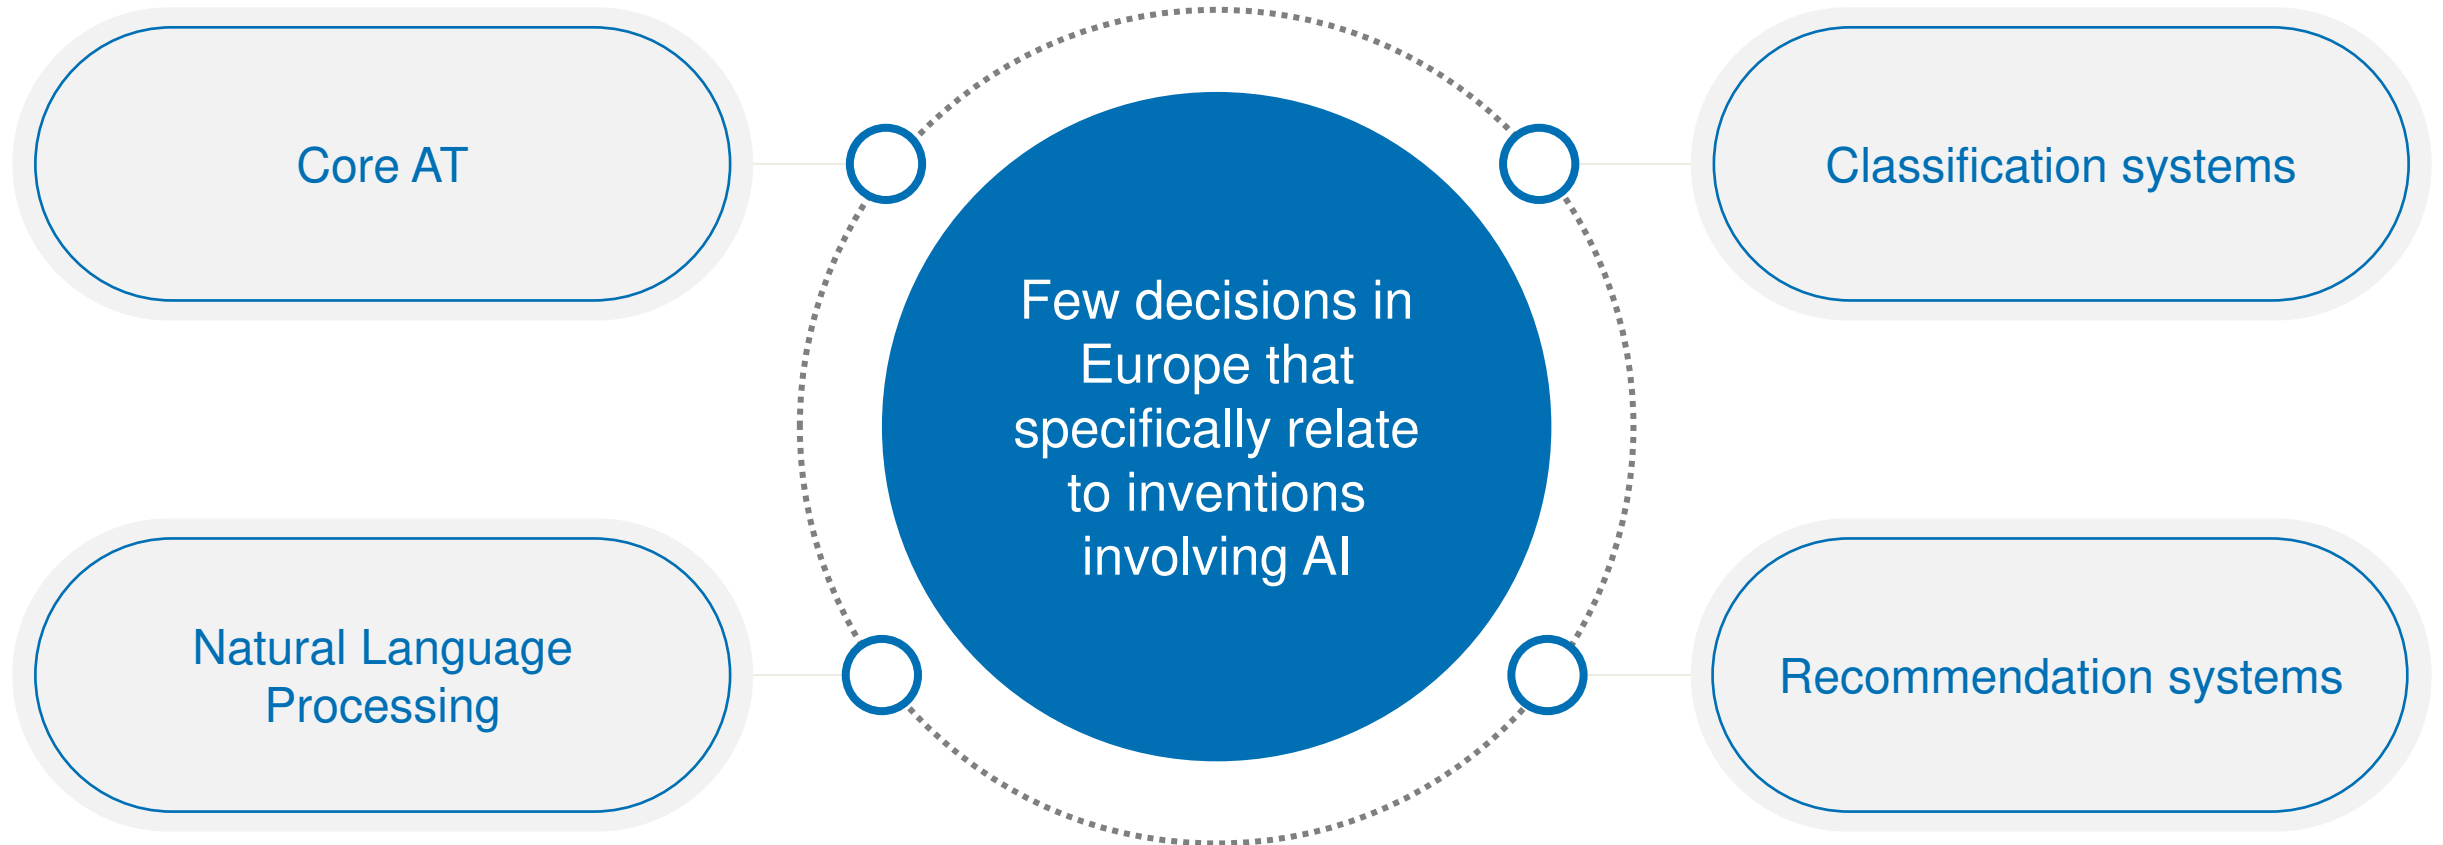 Core AT
Classification systems
Few decisions in
Europe that
specifically relate
to inventions
involving AI
Natural Language
Processing
Recommendation systems